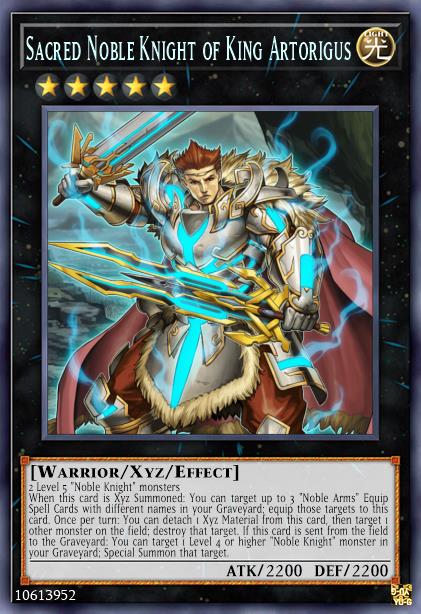 SACRED NOBLE KNIGHT OF KING ARTORIGUS
LIGHT
光
[WARRIOR/XYZ/EFFECT]
2 Level 5 "Noble Knight" monsters
When this card is Xyz Summoned: You can target up to 3 "Noble Arms" Equip
Spell Cards with different names in your Graveyard; equip those targets to this
card. Once per turn: You can detach 1 Xyz Material from this card, then target 1
other monster on the field; destroy that target. If this card is sent from the field
to the Graveyard: You can target 1 Level 4 or higher "Noble Knight" monster in
your Graveyard; Special Summon that target.
ATK/2200 DEF/2200
10613952